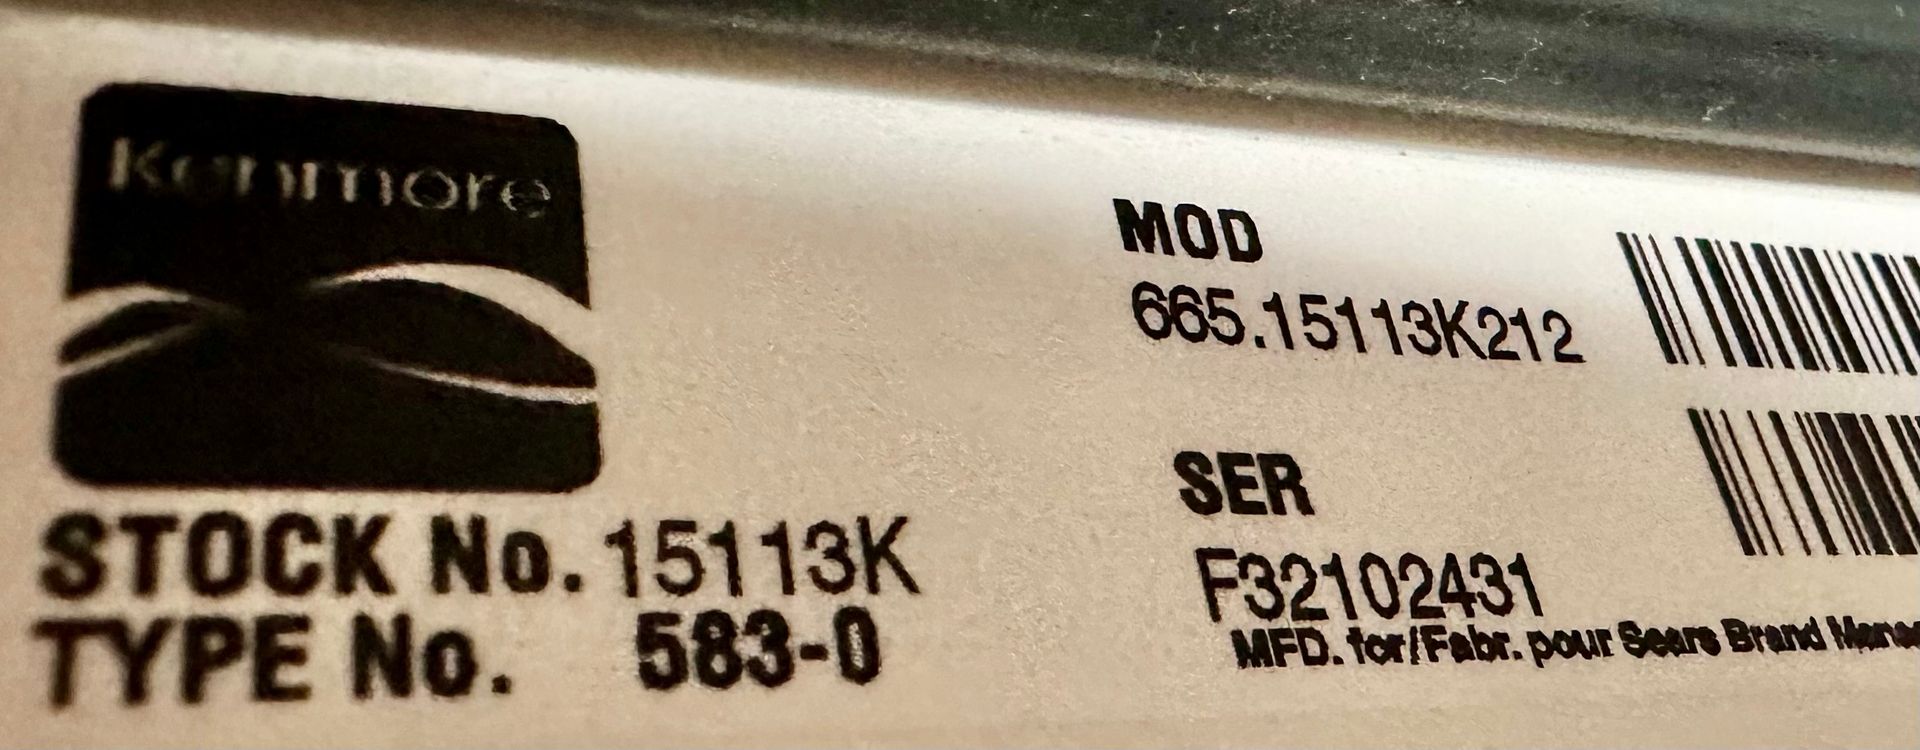 Kenmore
MOD
665.15113K212
SER
F32102431
MFD. for/Fabr. pour Sears Brand
STOCK No. 15113K
TYPE No. 583-0